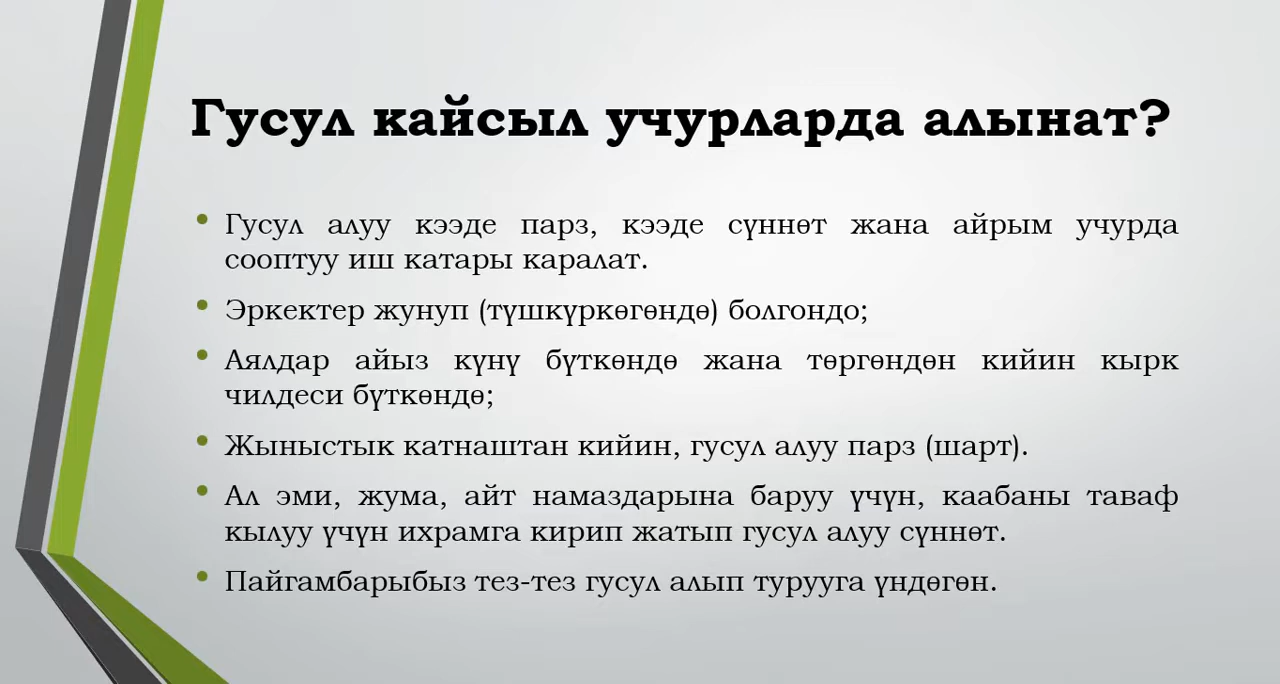 Гусул кайсыл учурларда алынат?
• Гусул алуу кээде парз, кээде сүннөт жана айрым учурда
сооптуу иш катары каралат.
• Эркектер жунуп (түшкүркөгөндө) болгондо;
• Аялдар айыз күнү бүткөндө жана төргөндөн кийин кырк
чилдеси бүткөндө;
• Жыныстык катнаштан кийин, гусул алуу парз (шарт).
• Ал эми, жума, айт намаздарына баруу үчүн, каабаны таваф
кылуу үчүн ихрамга кирип жатып гусул алуу сүннөт.
• Пайгамбарыбыз тез-тез гусул алып турууга үндөгөн.